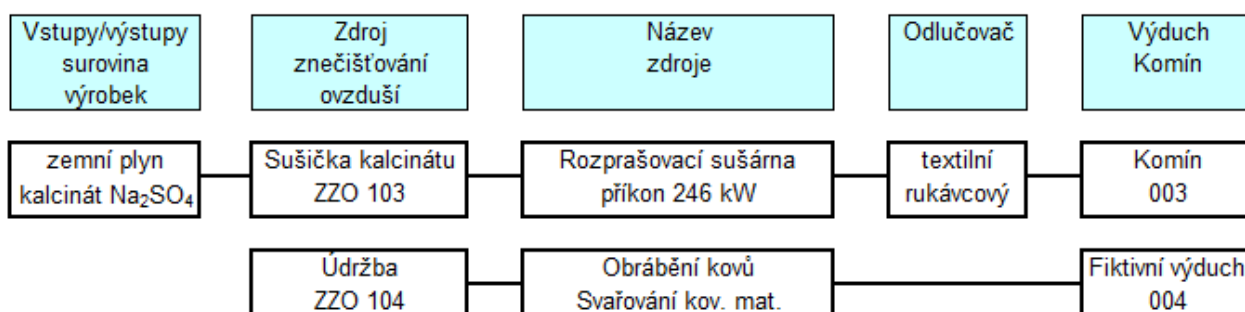 Vstupy/výstupy
surovina
výrobek
Zdroj
znečišťování
ovzduší
Název
zdroje
Odlučovač
Výduch
Komín
zemní plyn
kalcinát Na₂SO₄
Sušička kalcinátu
ZZO 103
Rozprašovací sušárna
příkon 246 kW
textilní
rukávcový
Komín
003
Údržba
ZZO 104
Obrábění kovů
Svařování kov. mat.
Fiktivní výduch
004